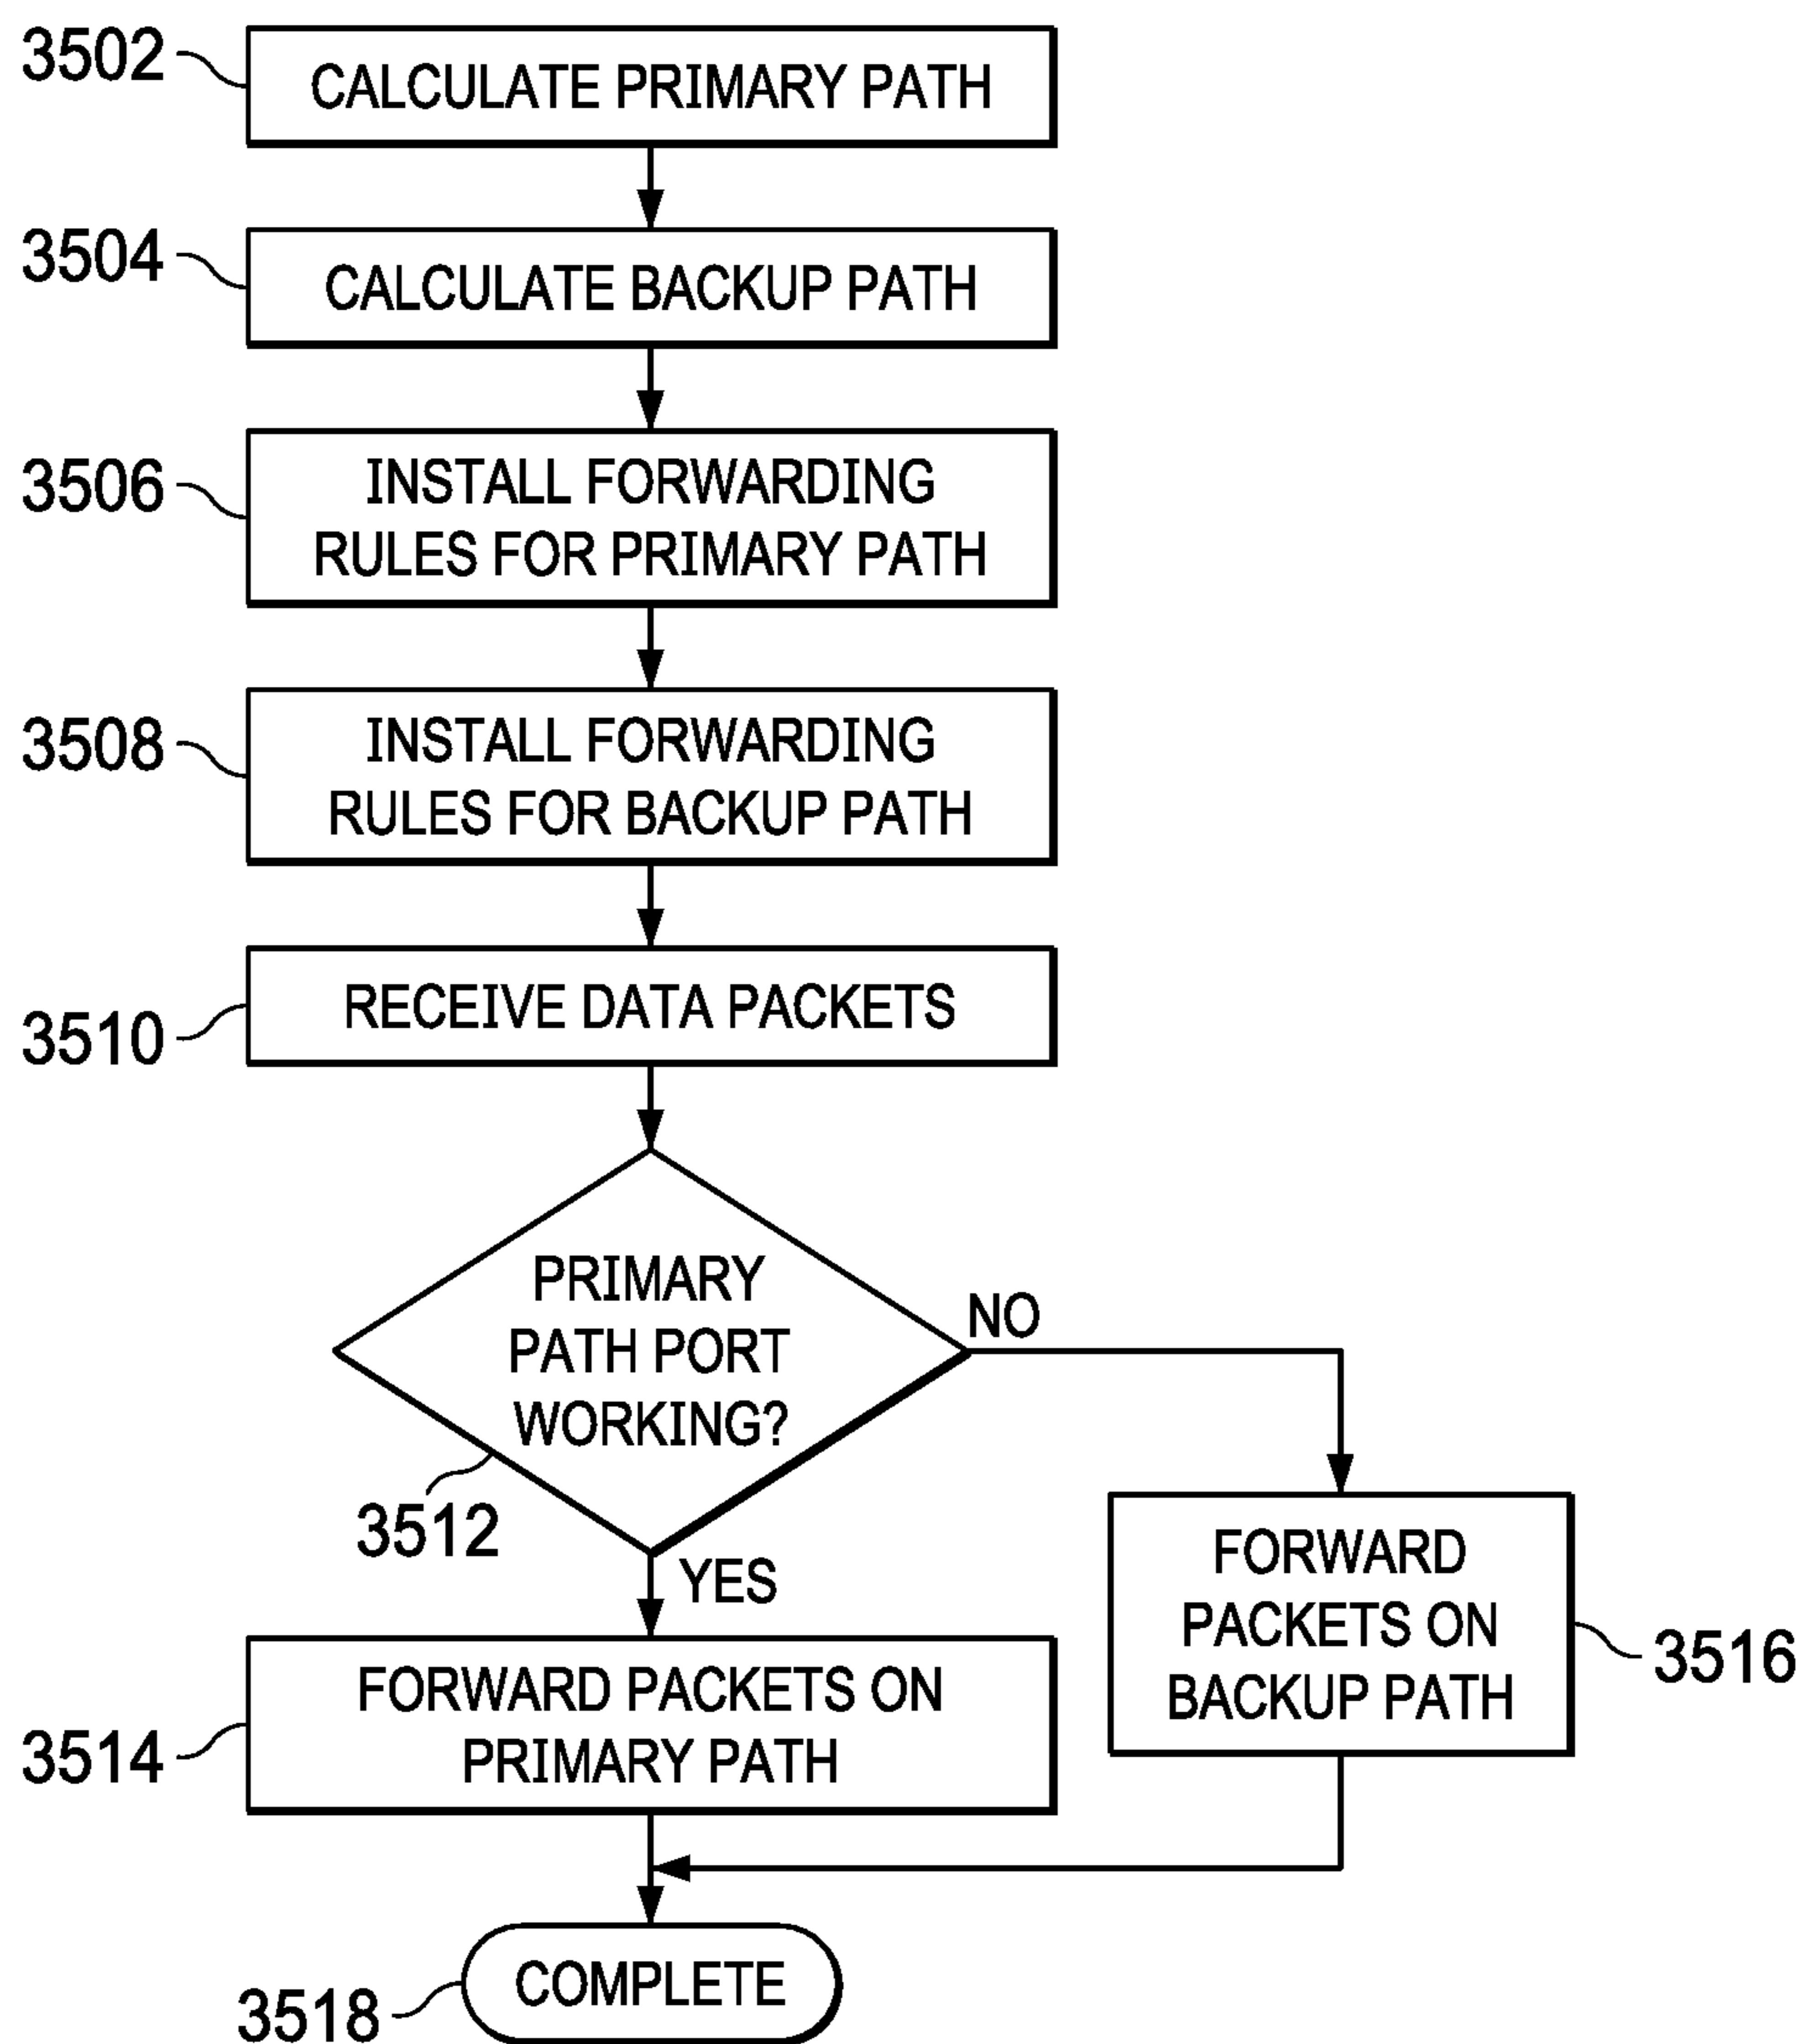 3502
CALCULATE PRIMARY PATH
3504
CALCULATE BACKUP PATH
3506
INSTALL FORWARDING
RULES FOR PRIMARY PATH
3508
INSTALL FORWARDING
RULES FOR BACKUP PATH
3510
RECEIVE DATA PACKETS
PRIMARY
PATH PORT
WORKING?
NO
3512
YES
FORWARD
PACKETS ON
BACKUP PATH
3516
FORWARD PACKETS ON
PRIMARY PATH
3514
COMPLETE
3518